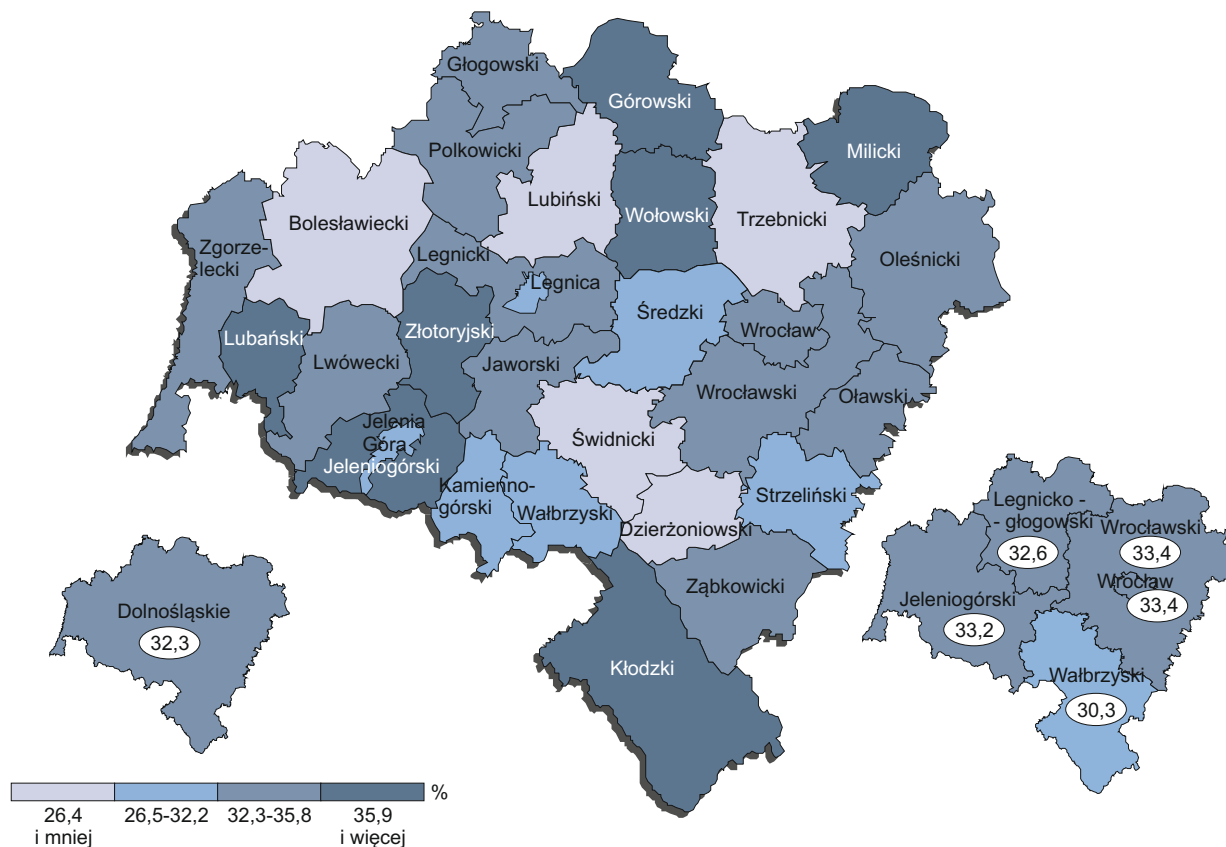 Głogowski
Górowski
Milicki
Polkowicki
Lubiński
Wołowski
Trzebnicki
Bolesławiecki
Zgorze-
lecki
Legnicki
Legnica
Oleśnicki
Średzki
Wrocław
Lubański
Złotoryjski
Lwówecki
Jaworski
Wrocławski
Oławski
Jelenia
Góra
Jeleniogórski
Świdnicki
Kamienno-
górski
Wałbrzyski
Dzierżoniowski
Strzeliński
Ząbkowicki
Kłodzki
Dolnośląskie
32,3
Legnicko -
- głogowski
32,6
Wrocławski
33,4
Wrocław
33,4
Jeleniogórski
33,2
Wałbrzyski
30,3
%
26,4
i mniej
26,5-32,2
32,3-35,8
35,9
i więcej